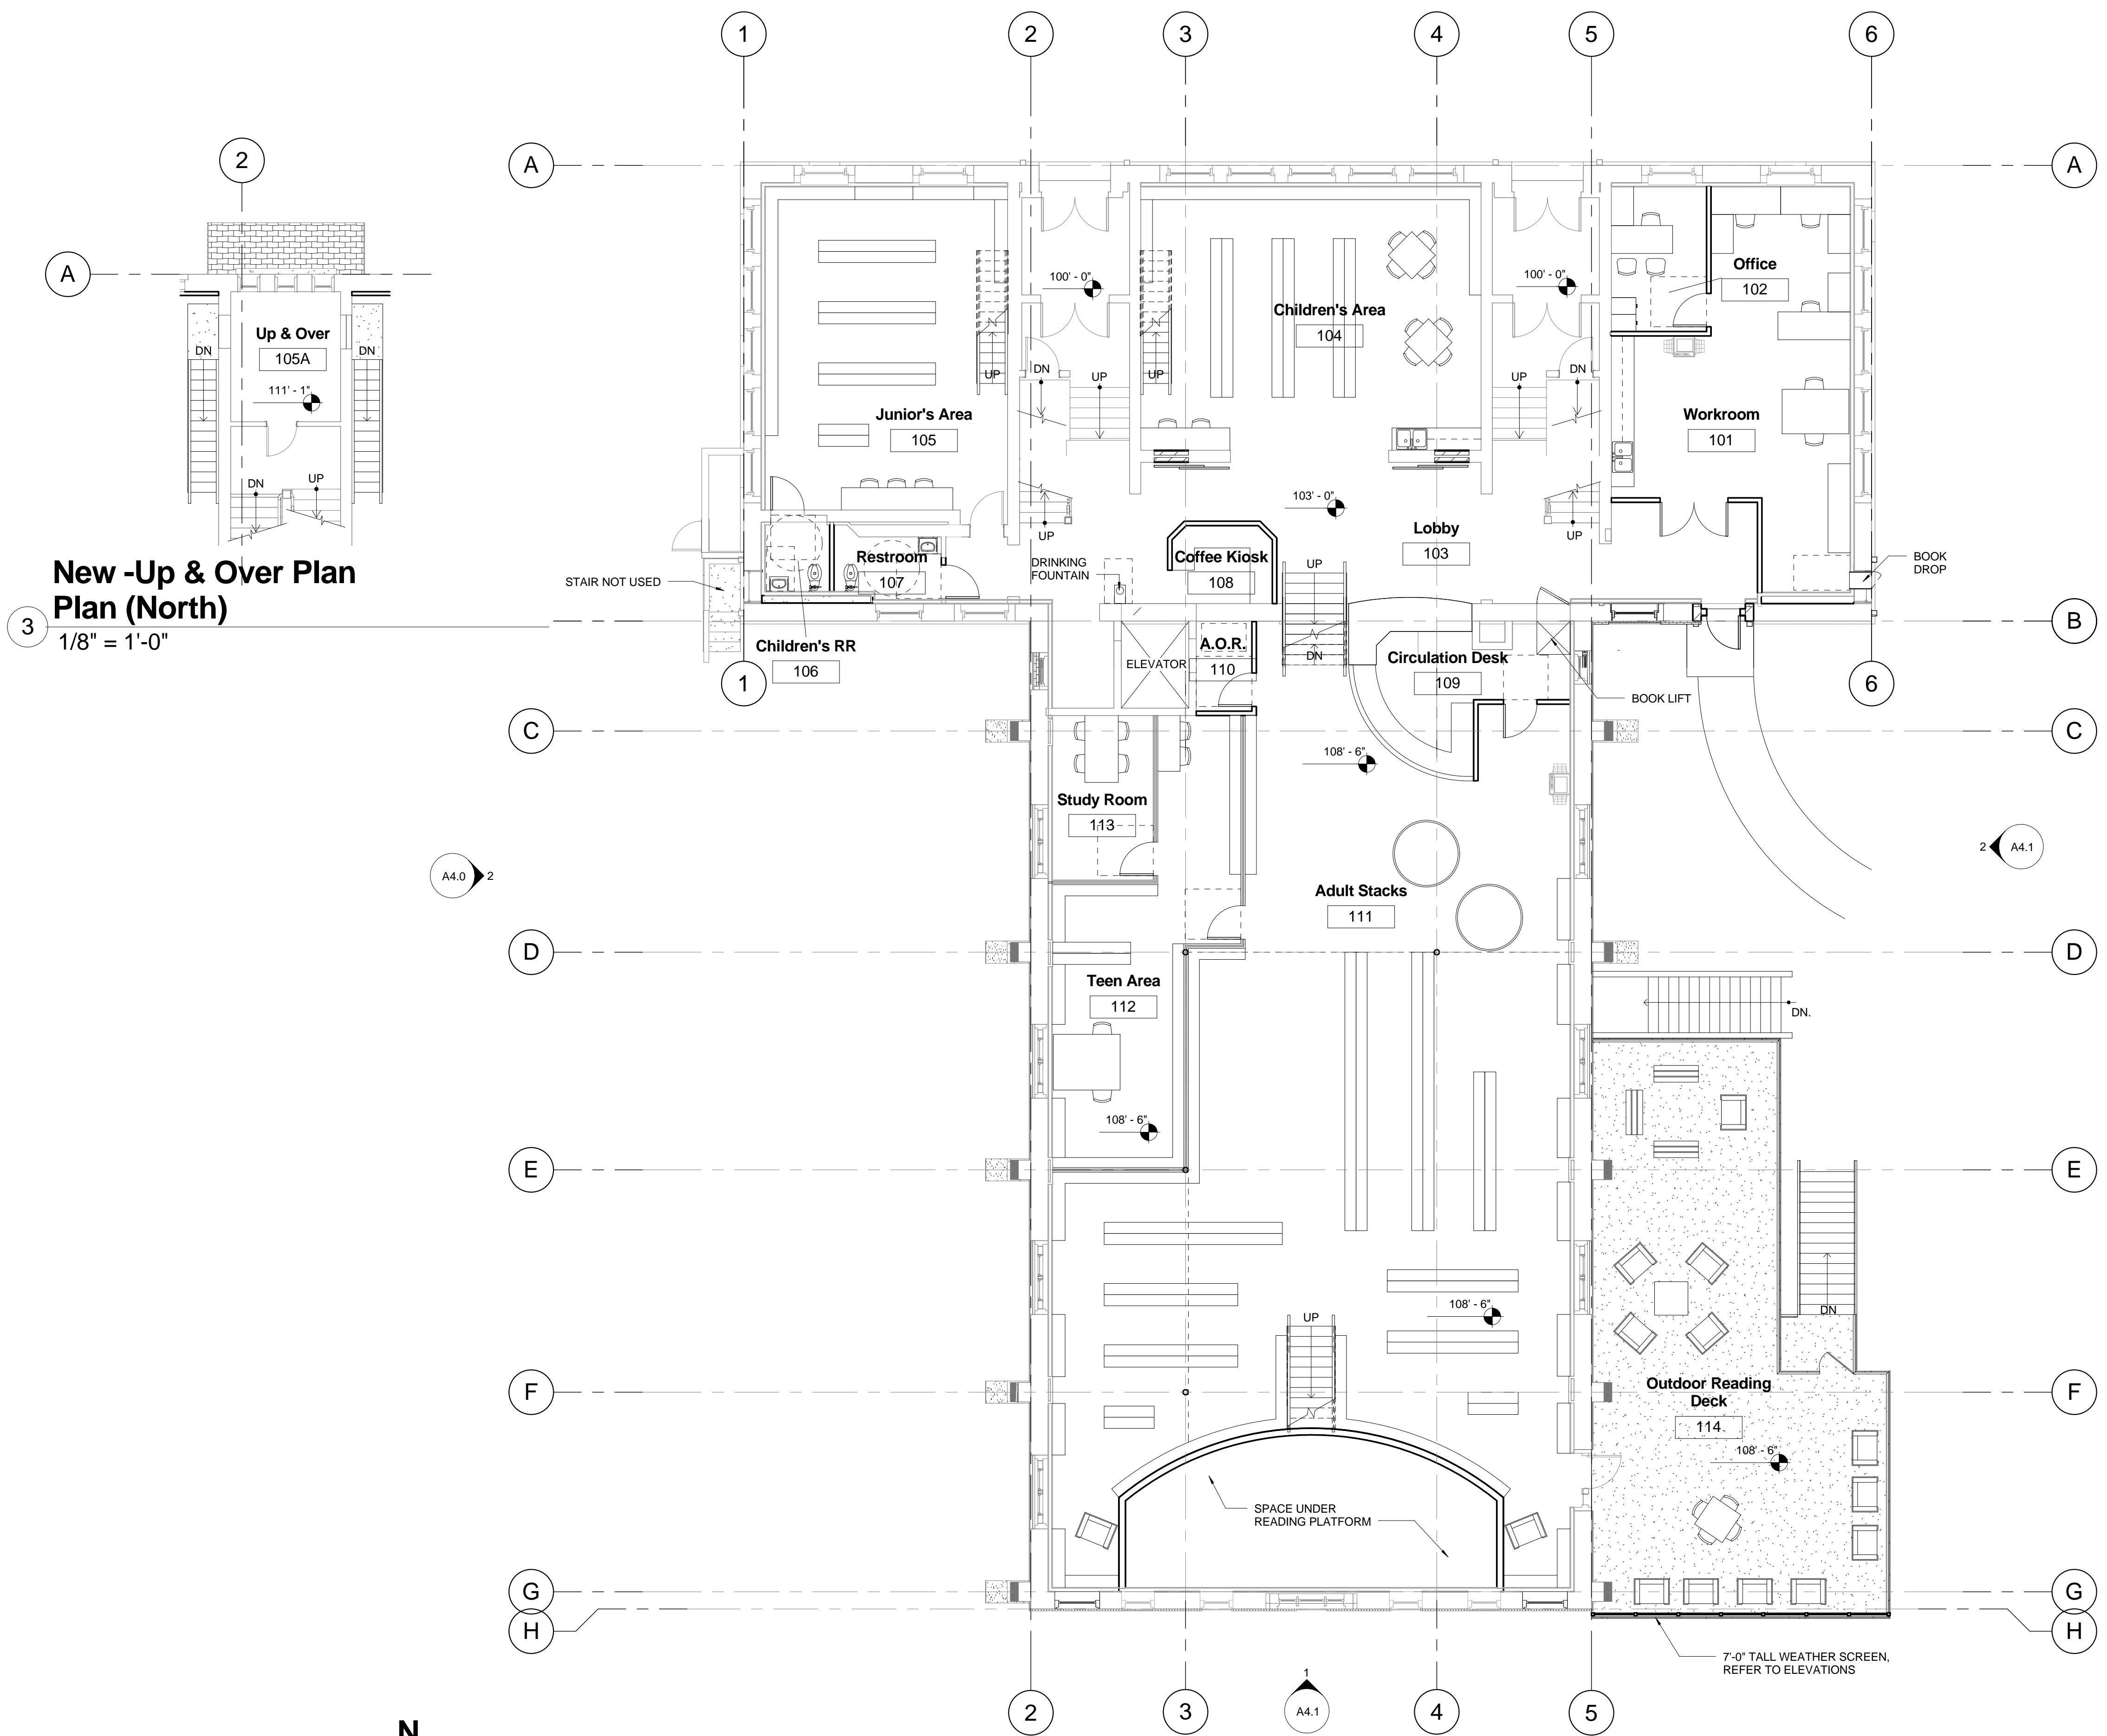 1
2
3
4
5
6
2
A
A
A
100' - 0"
100' - 0"
Office
102
Children's Area
104
Up & Over
105A
DN
DN
111' - 1"
UP
DN
UP
UP
DN
UP
UP
DN
Junior's Area
105
Workroom
101
DN
UP
103' - 0"
Lobby
103
UP
UP
New -Up & Over Plan
Plan (North)
3
1/8" = 1'-0"
STAIR NOT USED
Restroom
107
DRINKING
FOUNTAIN
Coffee Kiosk
108
UP
BOOK
DROP
B
B
Children's RR
106
ELEVATOR
A.O.R.
110
DN
Circulation Desk
109
BOOK LIFT
1
6
C
C
108' - 6"
Study Room
113
A4.0
2
2
A4.1
Adult Stacks
111
D
D
Teen Area
112
DN.
108' - 6"
E
E
108' - 6"
UP
DN
F
F
Outdoor Reading
Deck
114
108' - 6"
SPACE UNDER
READING PLATFORM
G
G
H
H
7'-0" TALL WEATHER SCREEN,
REFER TO ELEVATIONS
1
A4.1
2
3
4
5
N